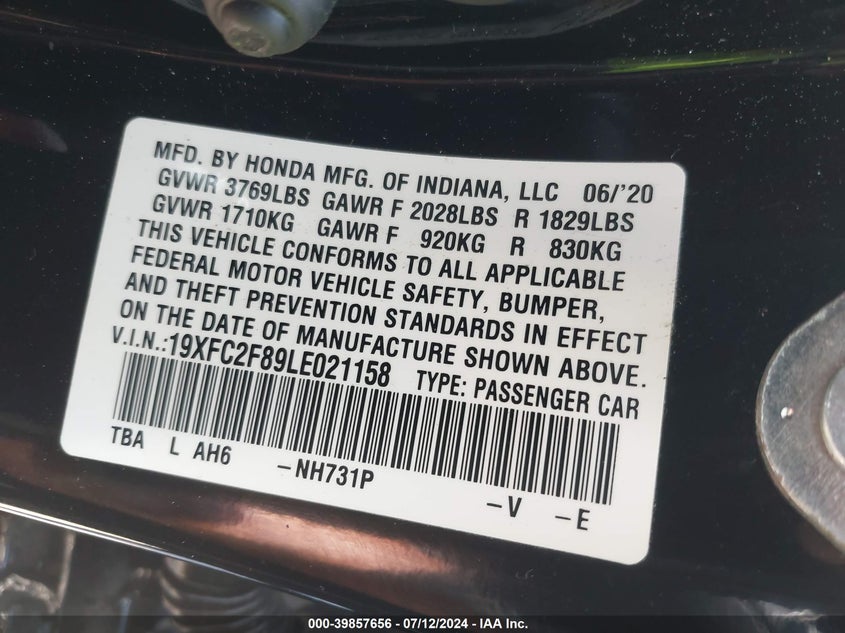 MFD. BY HONDA MFG. OF INDIANA, LLC 06/'20
GVWR 3769LBS GAWR F 2028LBS R 1829LBS
GVWR 1710KG GAWR F 920KG R 830KG
THIS VEHICLE CONFORMS TO ALL APPLICABLE
FEDERAL MOTOR VEHICLE SAFETY, BUMPER,
AND THEFT PREVENTION STANDARDS IN EFFECT
ON THE DATE OF MANUFACTURE SHOWN ABOVE.
V.I.N.:19XFC2F89LE021158 TYPE: PASSENGER CAR
TBA L AH6 -NH731P -V -E
000-39857656 - 07/12/2024 - IAA Inc.